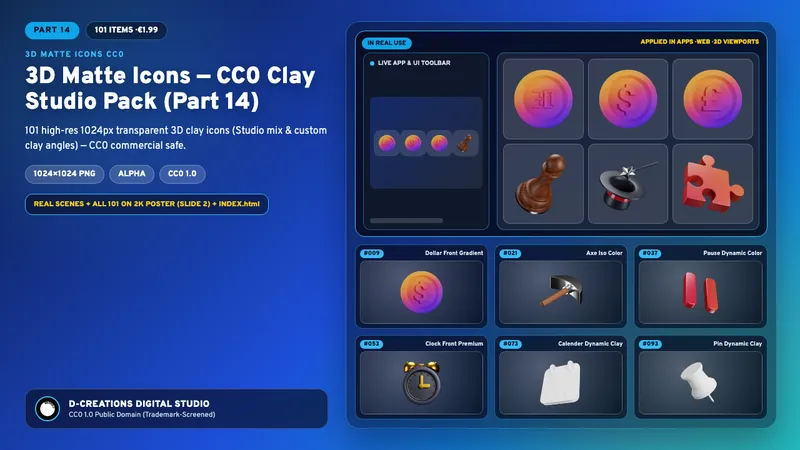 PART 14
101 ITEMS ·€1.99
3D MATTE ICONS CC0
3D Matte Icons — CC0 Clay
Studio Pack (Part 14)
101 high-res 1024px transparent 3D clay icons (Studio mix & custom
clay angles) — CC0 commercial safe.
1024×1024 PNG
ALPHA
CC0 1.0
REAL SCENES + ALL 101 ON 2K POSTER (SLIDE 2) + INDEX.html
D-CREATIONS DIGITAL STUDIO
CC0 1.0 Public Domain (Trademark-Screened)
IN REAL USE
APPLIED IN APPS ·WEB ·3D VIEWPORTS
LIVE APP & UI TOOLBAR
#009
Dollar Front Gradient
#021
Axe Iso Color
#037
Pause Dynamic Color
#053
Clock Front Premium
#073
Calender Dynamic Clay
#093
Pin Dynamic Clay